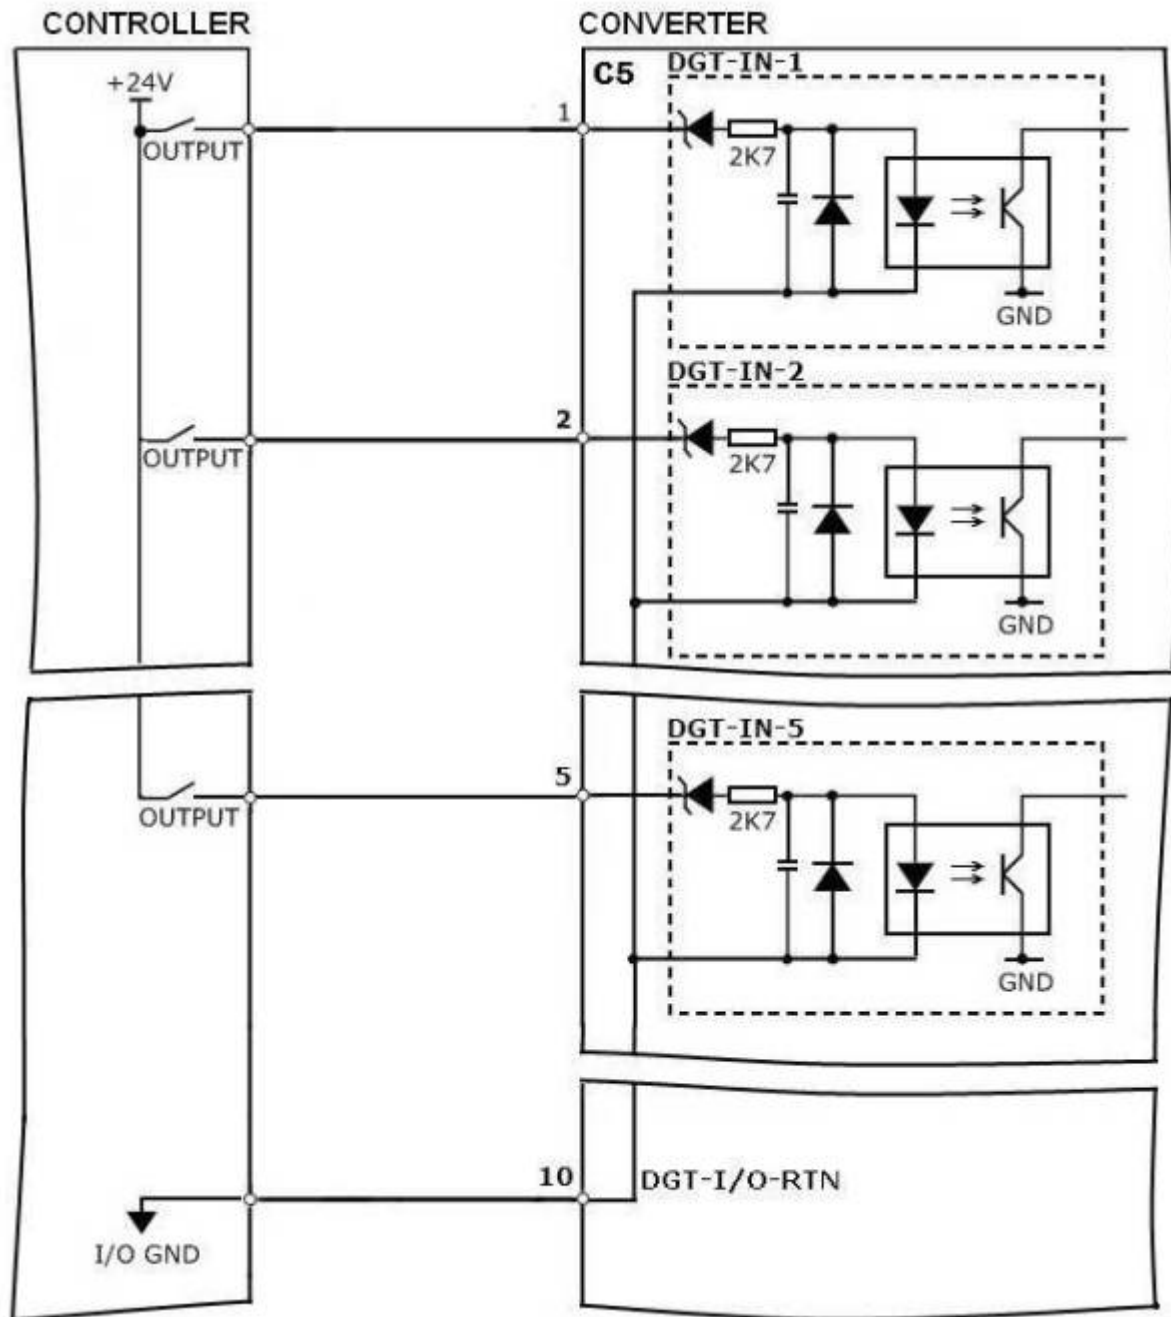 CONTROLLER
CONVERTER
C5
DGT-IN-1
+24V
1
OUTPUT
2K7
GND
DGT-IN-2
2
OUTPUT
2K7
GND
DGT-IN-5
5
OUTPUT
2K7
GND
10
DGT-I/O-RTN
I/O GND